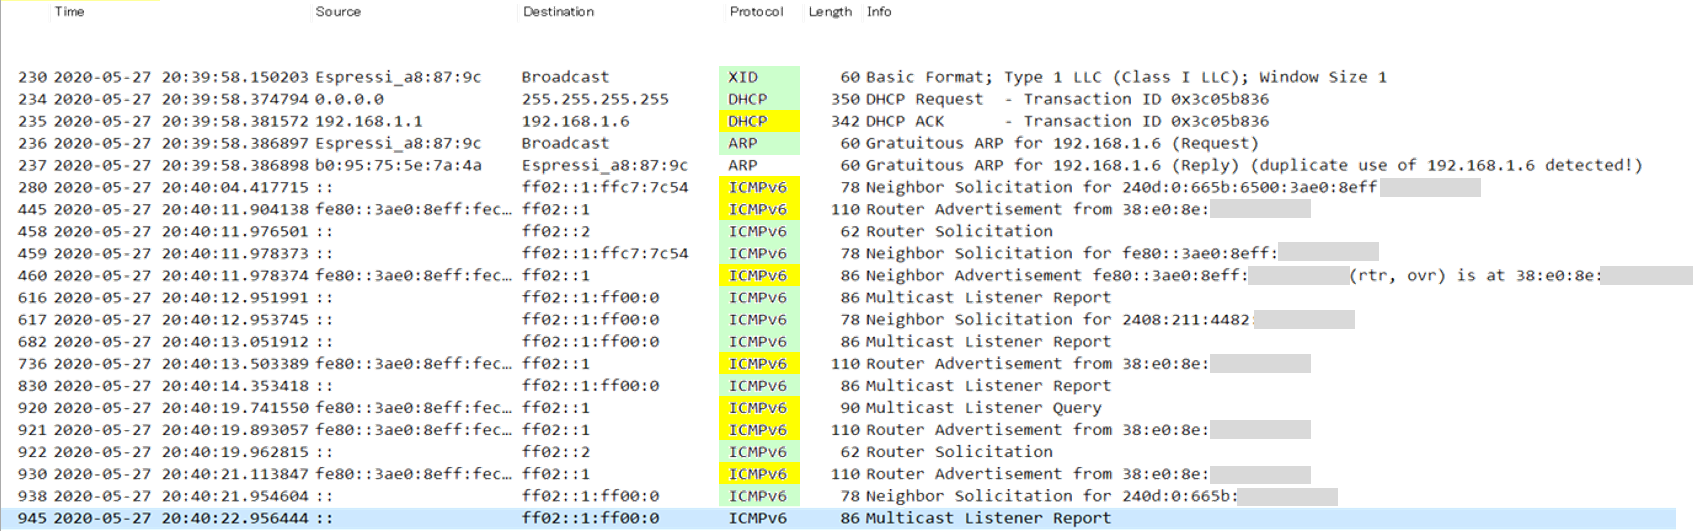 Time Source Destination Protocol Length Info
230 2020-05-27 20:39:58.150203 Espressi_a8:87:9c Broadcast XID 60 Basic Format; Type 1 LLC (Class I LLC); Window Size 1
234 2020-05-27 20:39:58.374794 0.0.0.0 255.255.255.255 DHCP 350 DHCP Request - Transaction ID 0x3c05b836
235 2020-05-27 20:39:58.381572 192.168.1.1 192.168.1.6 DHCP 342 DHCP ACK - Transaction ID 0x3c05b836
236 2020-05-27 20:39:58.386897 Espressi_a8:87:9c Broadcast ARP 60 Gratuitous ARP for 192.168.1.6 (Request)
237 2020-05-27 20:39:58.386898 b0:95:75:5e:7a:4a Espressi_a8:87:9c ARP 60 Gratuitous ARP for 192.168.1.6 (Reply) (duplicate use of 192.168.1.6 detected!)
280 2020-05-27 20:40:04.417715 :: ff02::1:ffc7:7c54 ICMPv6 78 Neighbor Solicitation for 240d:0:665b:6500:3ae0:8eff
445 2020-05-27 20:40:11.904138 fe80::3ae0:8eff:fec… ff02::1 ICMPv6 110 Router Advertisement from 38:e0:8e:
458 2020-05-27 20:40:11.976501 :: ff02::2 ICMPv6 62 Router Solicitation
459 2020-05-27 20:40:11.978373 :: ff02::1:ffc7:7c54 ICMPv6 78 Neighbor Solicitation for fe80::3ae0:8eff:
460 2020-05-27 20:40:11.978374 fe80::3ae0:8eff:fec… ff02::1 ICMPv6 86 Neighbor Advertisement fe80::3ae0:8eff: (rtr, ovr) is at 38:e0:8e:
616 2020-05-27 20:40:12.951991 :: ff02::1:ff00:0 ICMPv6 86 Multicast Listener Report
617 2020-05-27 20:40:12.953745 :: ff02::1:ff00:0 ICMPv6 78 Neighbor Solicitation for 2408:211:4482:
682 2020-05-27 20:40:13.051912 :: ff02::1:ff00:0 ICMPv6 86 Multicast Listener Report
736 2020-05-27 20:40:13.503389 fe80::3ae0:8eff:fec… ff02::1 ICMPv6 110 Router Advertisement from 38:e0:8e:
830 2020-05-27 20:40:14.353418 :: ff02::1:ff00:0 ICMPv6 86 Multicast Listener Report
920 2020-05-27 20:40:19.741550 fe80::3ae0:8eff:fec… ff02::1 ICMPv6 90 Multicast Listener Query
921 2020-05-27 20:40:19.893057 fe80::3ae0:8eff:fec… ff02::1 ICMPv6 110 Router Advertisement from 38:e0:8e:
922 2020-05-27 20:40:19.962815 :: ff02::2 ICMPv6 62 Router Solicitation
930 2020-05-27 20:40:21.113847 fe80::3ae0:8eff:fec… ff02::1 ICMPv6 110 Router Advertisement from 38:e0:8e:
938 2020-05-27 20:40:21.954604 :: ff02::1:ff00:0 ICMPv6 78 Neighbor Solicitation for 240d:0:665b:
945 2020-05-27 20:40:22.956444 :: ff02::1:ff00:0 ICMPv6 86 Multicast Listener Report